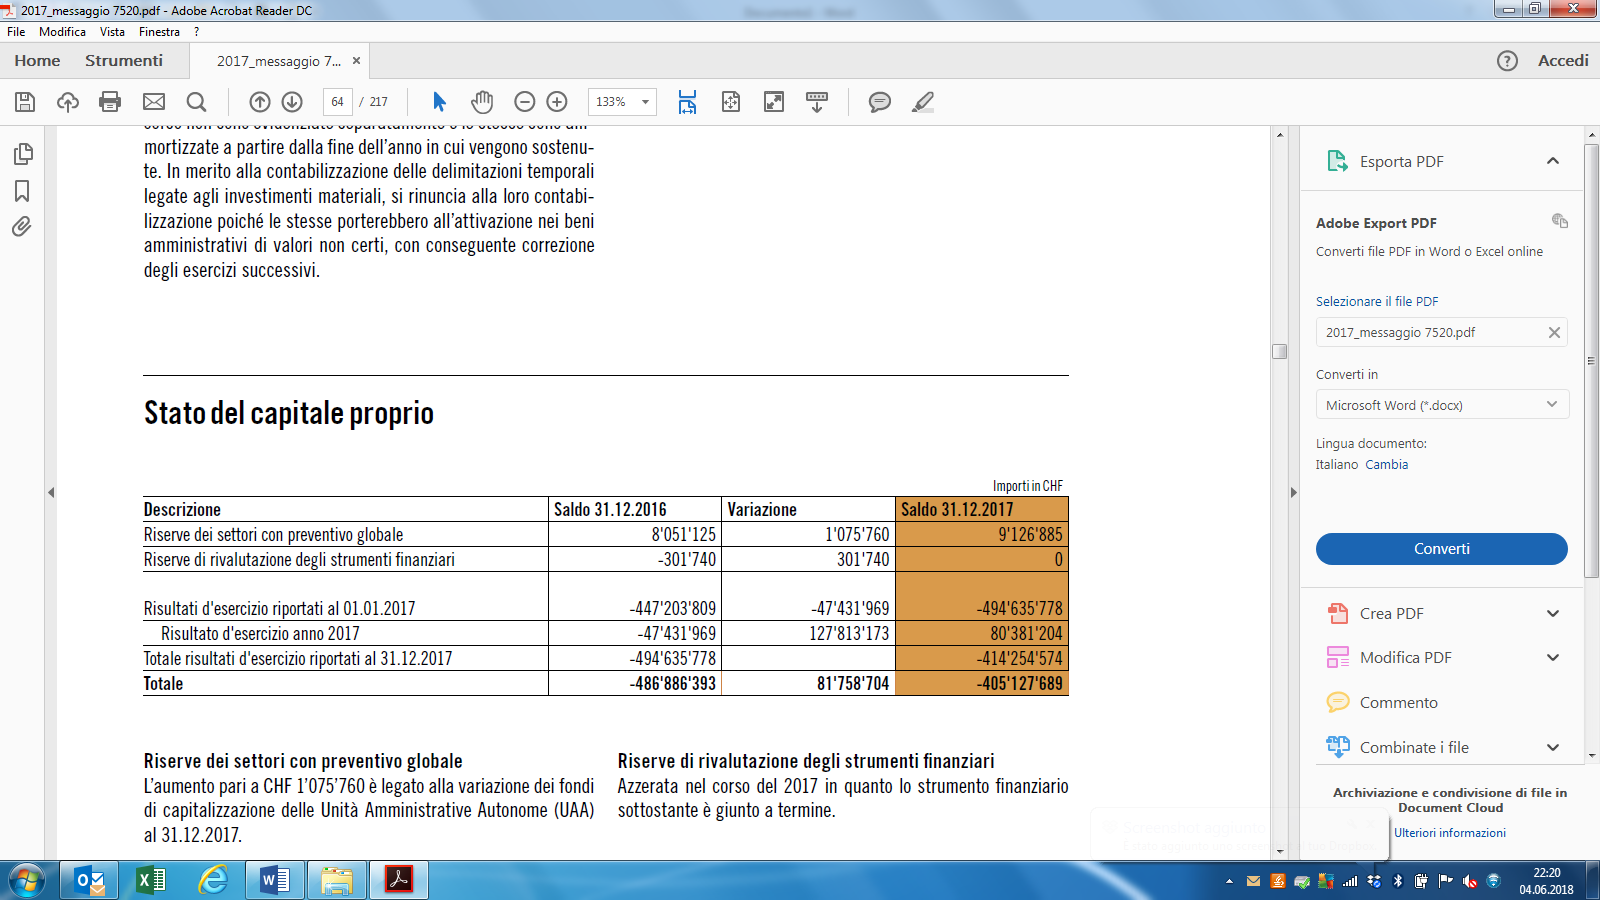 2017_messaggio 7520.pdf - Adobe Acrobat Reader DC
File Modifica Vista Finestra ?
Home Strumenti 2017_messaggio 7... × Accedi
64 / 217 133%
mortizzate a partire dalla fine dell'anno in cui vengono sostenu-
te. In merito alla contabilizzazione delle delimitazioni temporali
legate agli investimenti materiali, si rinuncia alla loro contabi-
lizzazione poiché le stesse porterebbero all'attivazione nei beni
amministrativi di valori non certi, con conseguente correzione
degli esercizi successivi.
Stato del capitale proprio
Importi in CHF
Descrizione Saldo 31.12.2016 Variazione Saldo 31.12.2017
Riserve dei settori con preventivo globale 8'051'125 1'075'760 9'126'885
Riserve di rivalutazione degli strumenti finanziari -301'740 301'740 0
Risultati d'esercizio riportati al 01.01.2017 -447'203'809 -47'431'969 -494'635'778
Risultato d'esercizio anno 2017 -47'431'969 127'813'173 80'381'204
Totale risultati d'esercizio riportati al 31.12.2017 -494'635'778 -414'254'574
Totale -486'886'393 81'758'704 -405'127'689
Riserve dei settori con preventivo globale
L'aumento pari a CHF 1'075'760 è legato alla variazione dei fondi
di capitalizzazione delle Unità Amministrative Autonome (UAA)
al 31.12.2017.
Riserve di rivalutazione degli strumenti finanziari
Azzerata nel corso del 2017 in quanto lo strumento finanziario
sottostante è giunto a termine.
Esporta PDF
Adobe Export PDF
Converti file PDF in Word o Excel online
Selezionare il file PDF
2017_messaggio 7520.pdf
Converti in
Microsoft Word (*.docx)
Lingua documento:
Italiano Cambia
Converti
Crea PDF
Modifica PDF
Commento
Combinate i file
Archiviazione e condivisione di file in
Document Cloud
Ulteriori informazioni
22:20
04.06.2018